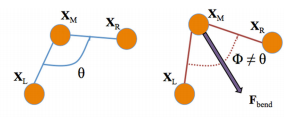 X_M
X_R
X_L
θ
X_M
X_R
X_L
Φ ≠ θ
F_bend